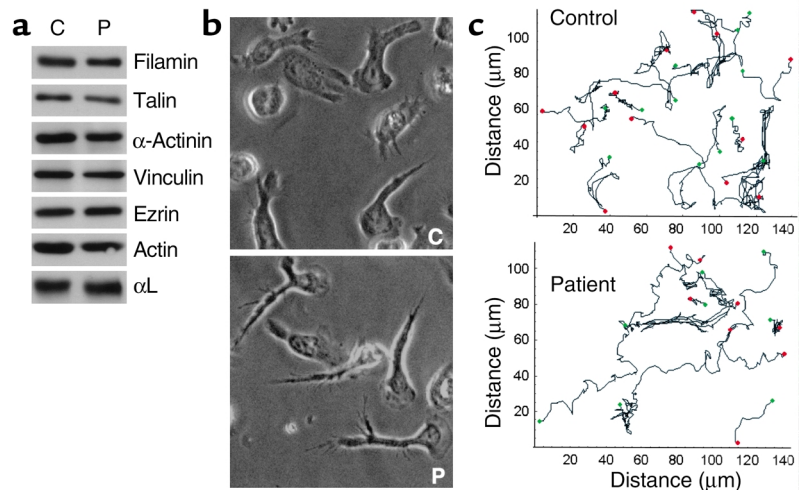 a
C P
Filamin
Talin
α-Actinin
Vinculin
Ezrin
Actin
αL
b
C
P
c
Control
Distance (μm)
100
80
60
40
20
20 40 60 80 100 120 140
Patient
Distance (μm)
100
80
60
40
20
20 40 60 80 100 120 140
Distance (μm)